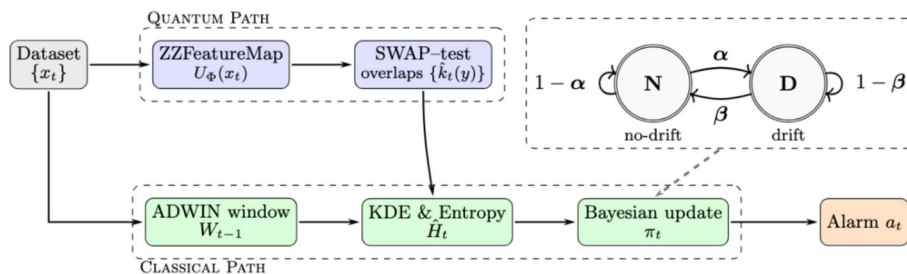 QUANTUM PATH
Dataset
{x_t}
ZZFeatureMap
U_Φ(x_t)
SWAP–test
overlaps {k̂_t(y)}
1 − α
N
α
β
D
1 − β
no-drift
drift
ADWIN window
W_{t−1}
KDE & Entropy
Ĥ_t
Bayesian update
π_t
Alarm a_t
CLASSICAL PATH